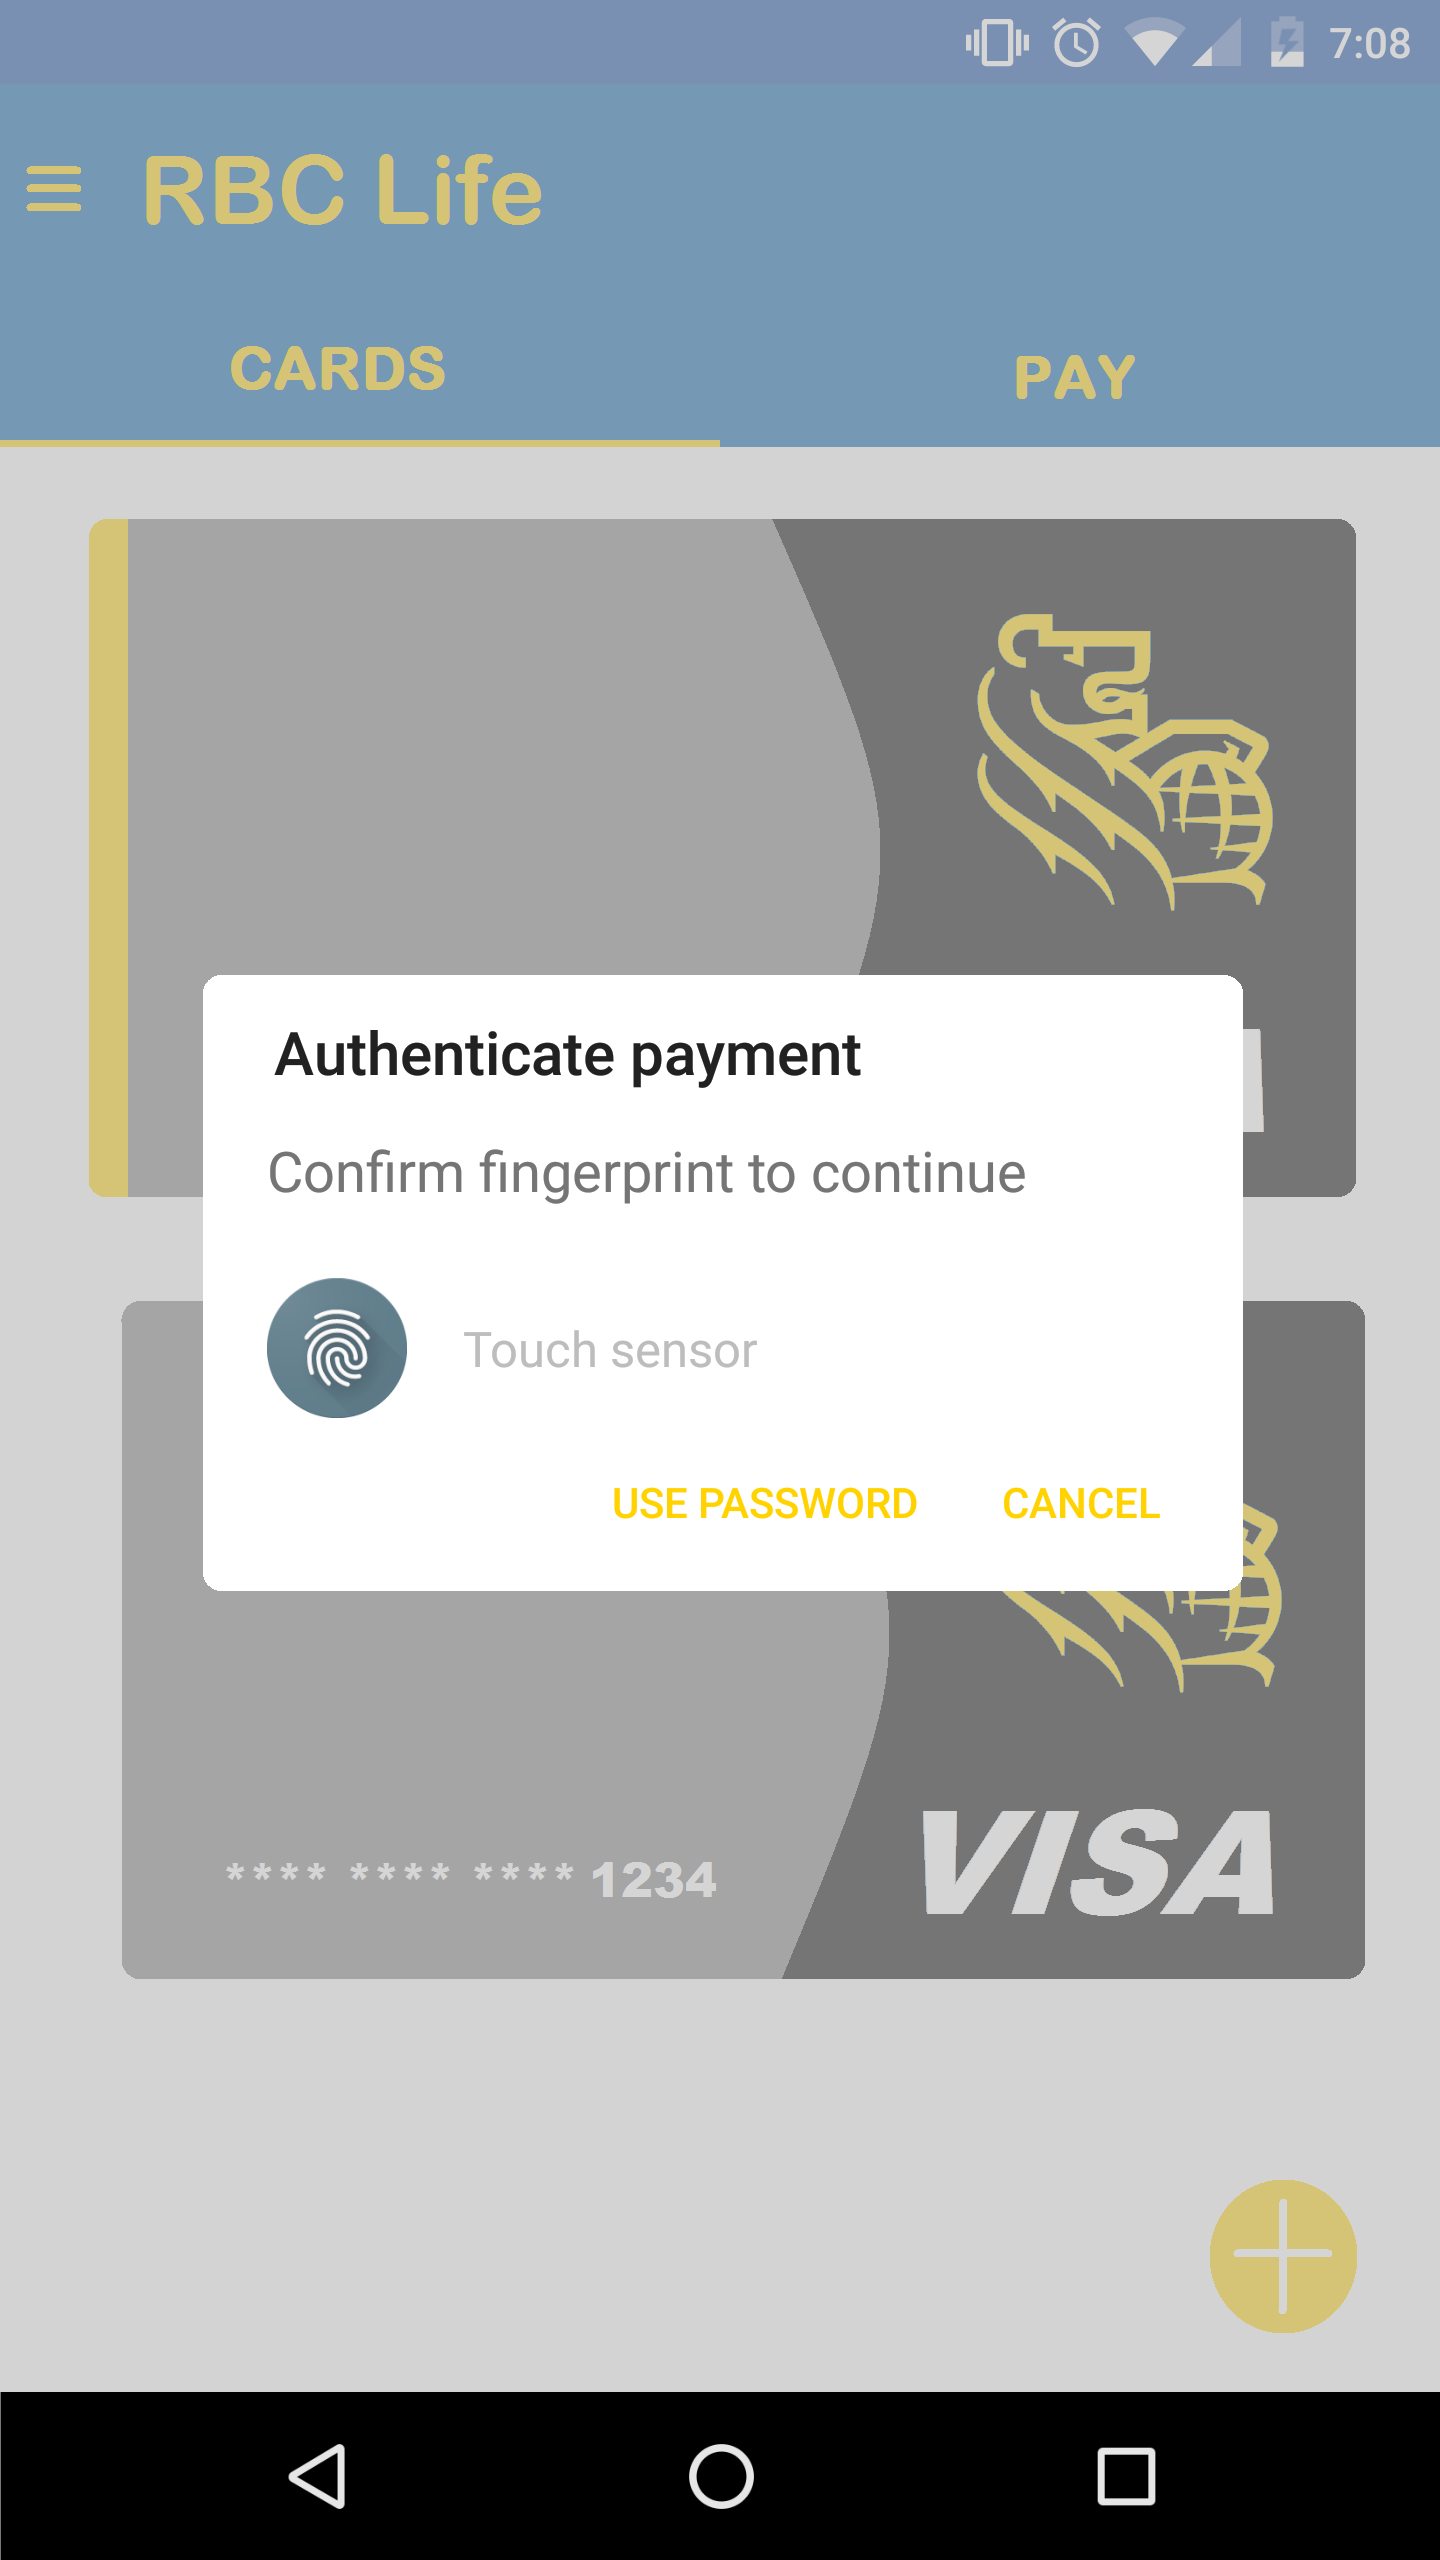 7:08
RBC Life
CARDS
PAY
Authenticate payment
Confirm fingerprint to continue
Touch sensor
USE PASSWORD
CANCEL
**** **** **** 1234
VISA